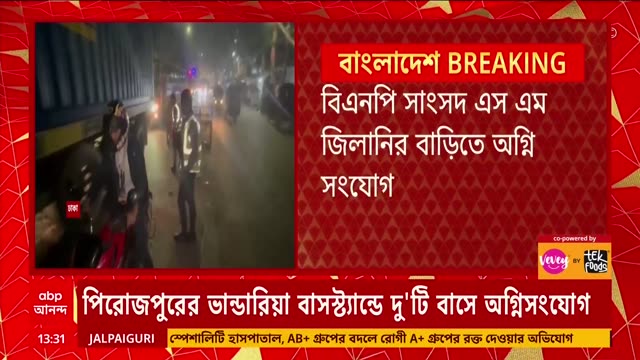 বাংলাদেশ BREAKING
বিএনপি সাংসদ এস এম
জিলানির বাড়িতে অগ্নি
সংযোগ
ঢাকা
co-powered by
Vevey BY tek FOODS
abp
আনন্দ
পিরোজপুরের ভান্ডারিয়া বাসস্ট্যান্ডে দু'টি বাসে অগ্নিসংযোগ
13:31
JALPAIGURI
স্পেশালিটি হাসপাতাল, AB+ গ্রুপের বদলে রোগী A+ গ্রুপের রক্ত দেওয়ার অভিযোগ